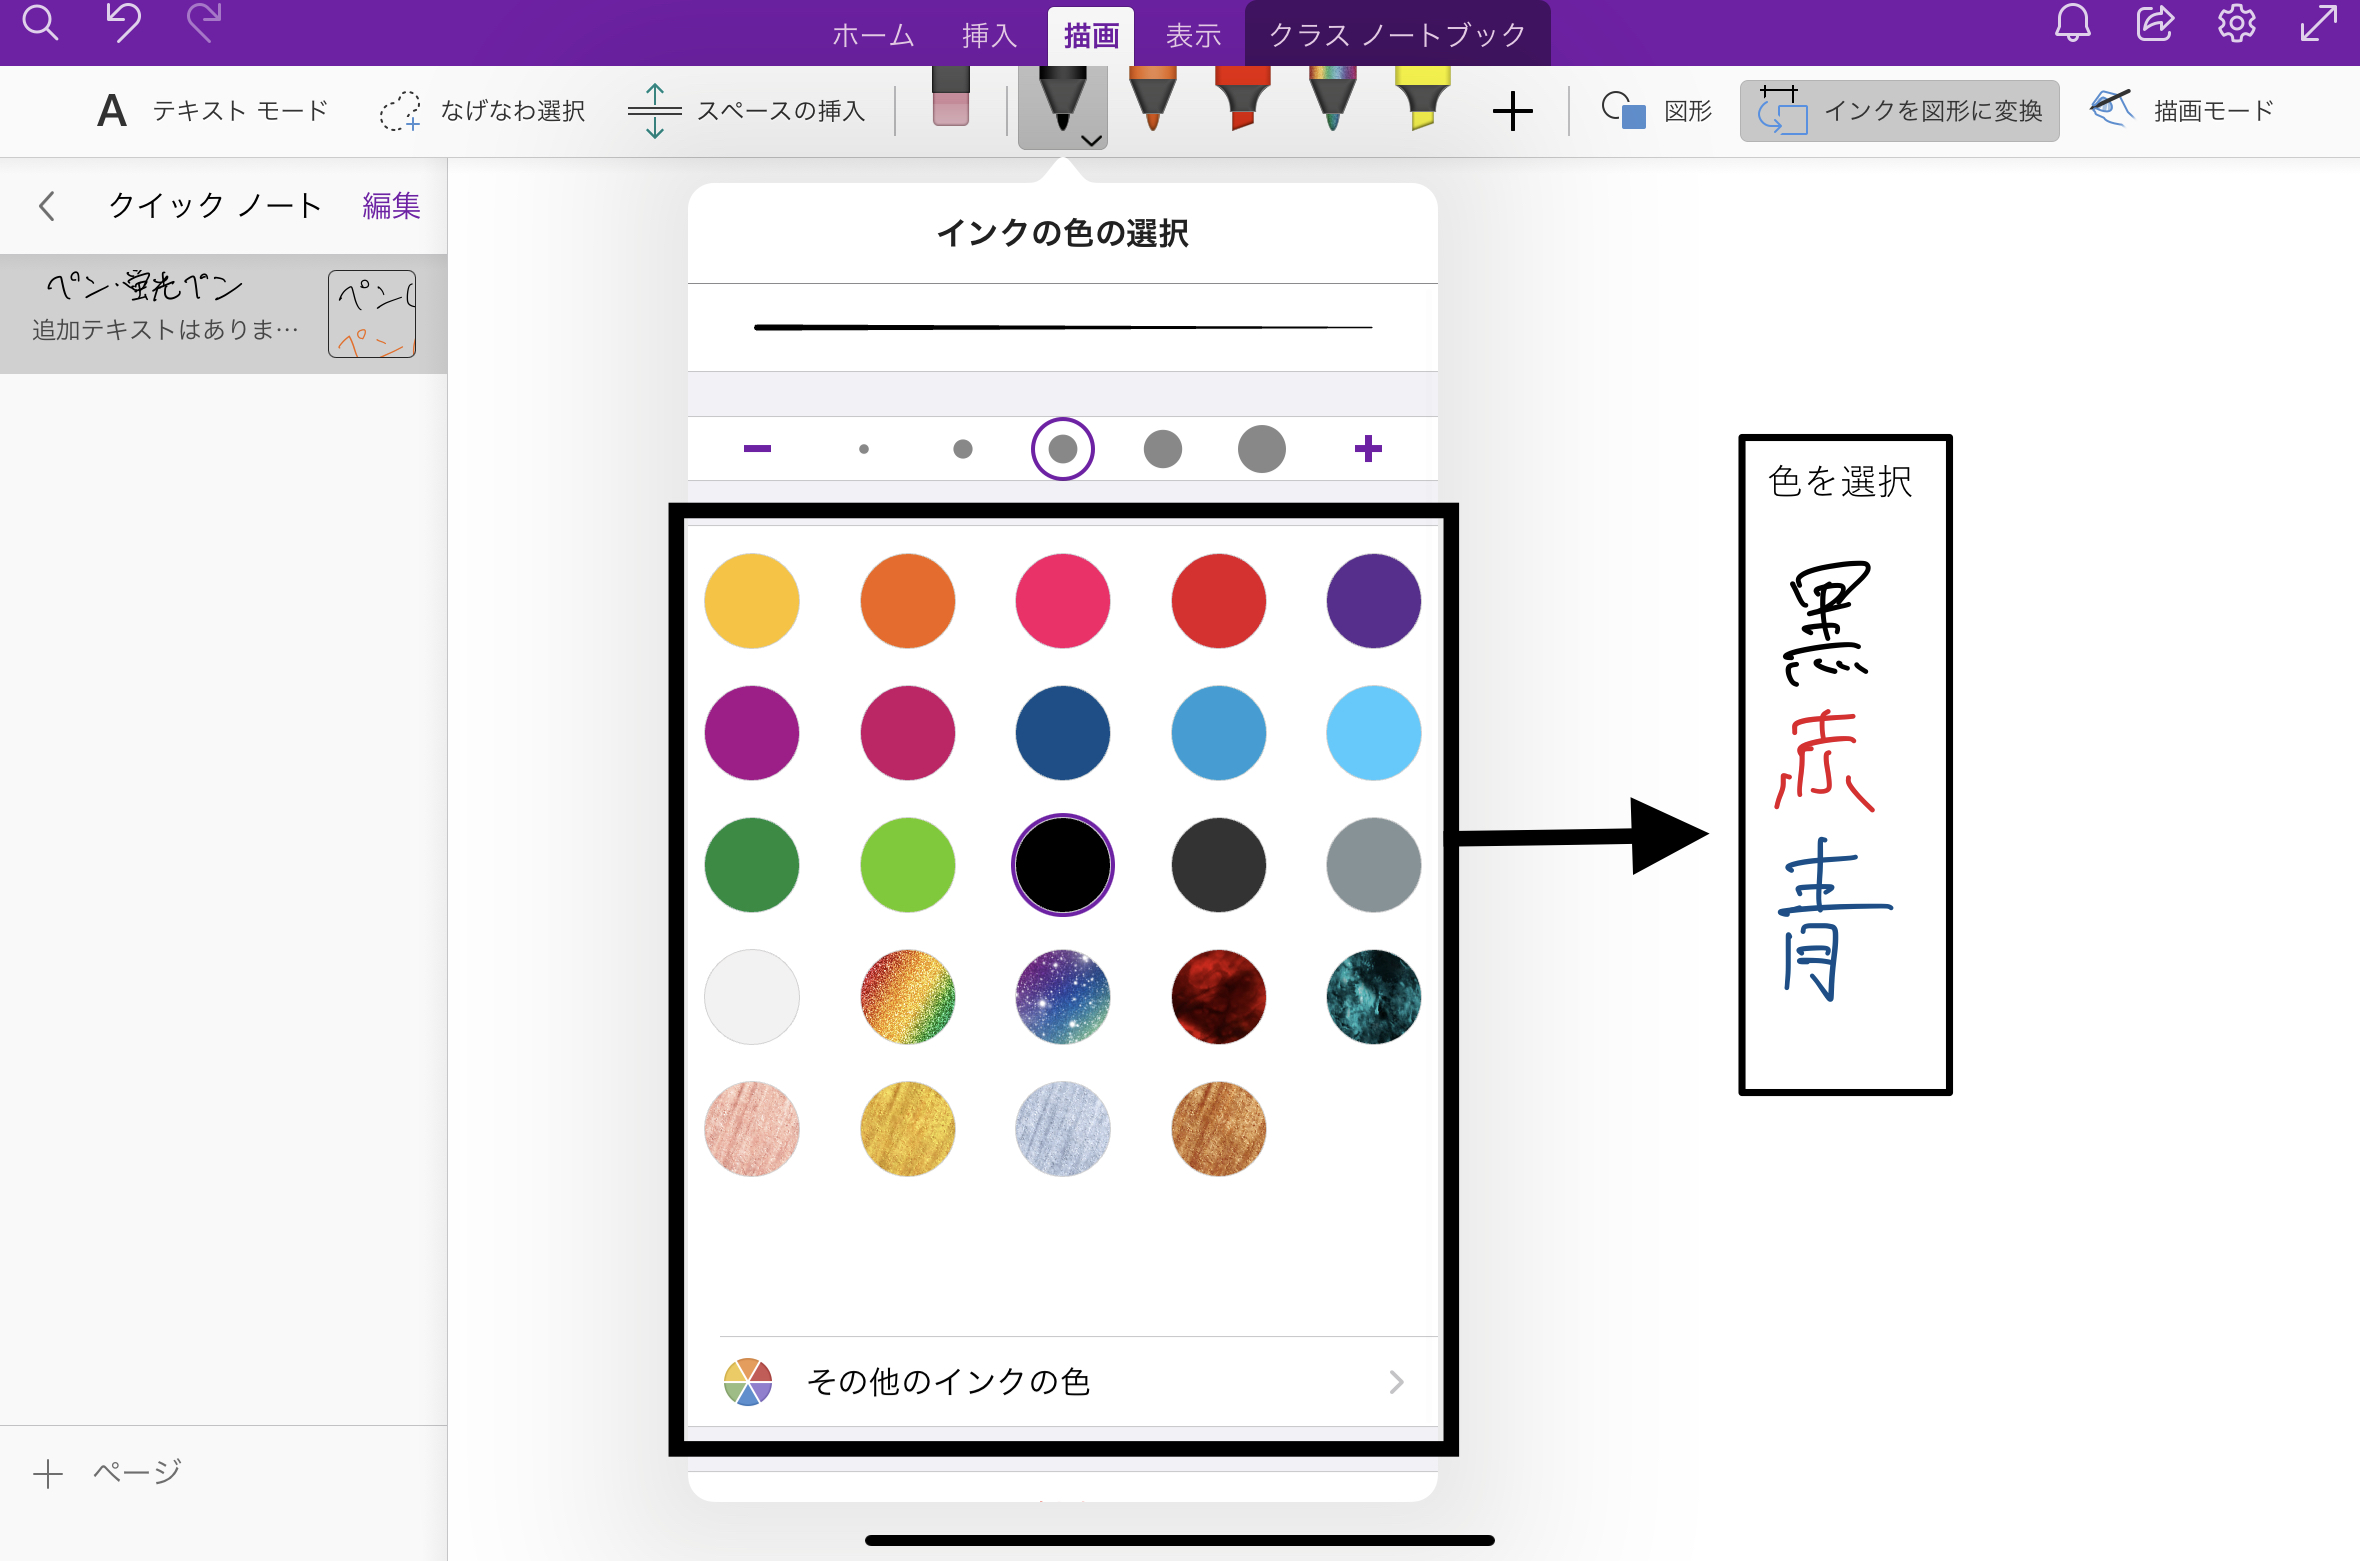 ホーム 挿入 描画 表示 クラス ノートブック
A テキスト モード なげなわ選択 スペースの挿入 図形 インクを図形に変換 描画モード
クイック ノート 編集
ペン・蛍光ペン
追加テキストはありま…
ペン(
ペン(
ページ
インクの色の選択
その他のインクの色
色を選択
黒
赤
青